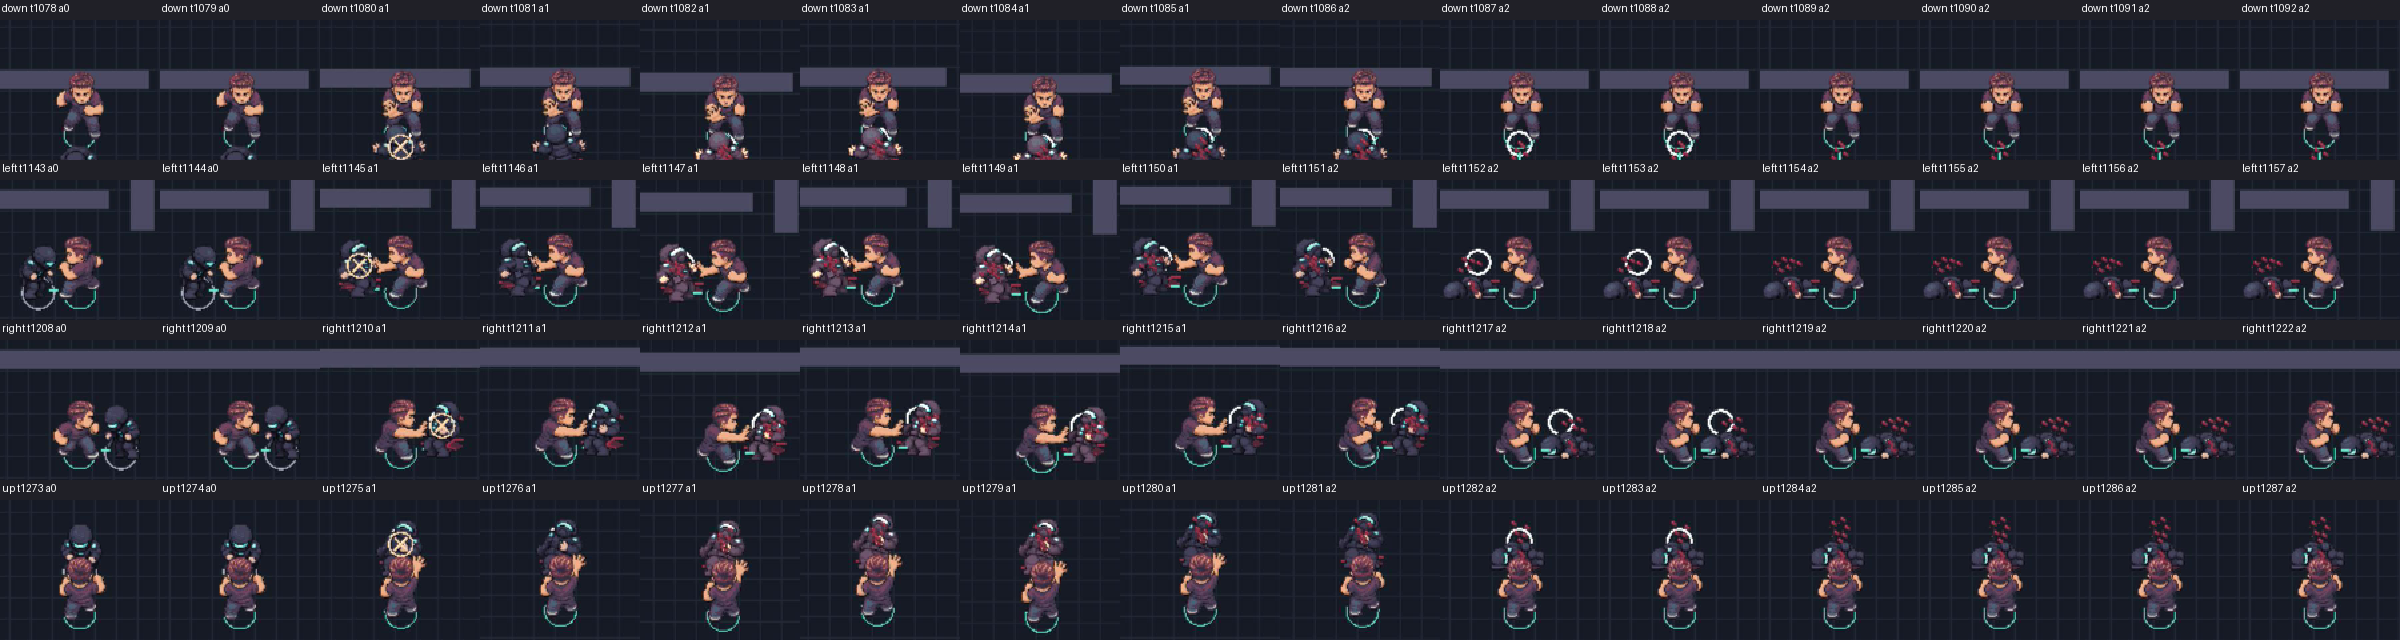 down t1078 a0 down t1079 a0 down t1080 a1 down t1081 a1 down t1082 a1 down t1083 a1 down t1084 a1 down t1085 a1 down t1086 a2 down t1087 a2 down t1088 a2 down t1089 a2 down t1090 a2 down t1091 a2 down t1092 a2
left t1143 a0 left t1144 a0 left t1145 a1 left t1146 a1 left t1147 a1 left t1148 a1 left t1149 a1 left t1150 a1 left t1151 a2 left t1152 a2 left t1153 a2 left t1154 a2 left t1155 a2 left t1156 a2 left t1157 a2
right t1208 a0 right t1209 a0 right t1210 a1 right t1211 a1 right t1212 a1 right t1213 a1 right t1214 a1 right t1215 a1 right t1216 a2 right t1217 a2 right t1218 a2 right t1219 a2 right t1220 a2 right t1221 a2 right t1222 a2
up t1273 a0 up t1274 a0 up t1275 a1 up t1276 a1 up t1277 a1 up t1278 a1 up t1279 a1 up t1280 a1 up t1281 a2 up t1282 a2 up t1283 a2 up t1284 a2 up t1285 a2 up t1286 a2 up t1287 a2